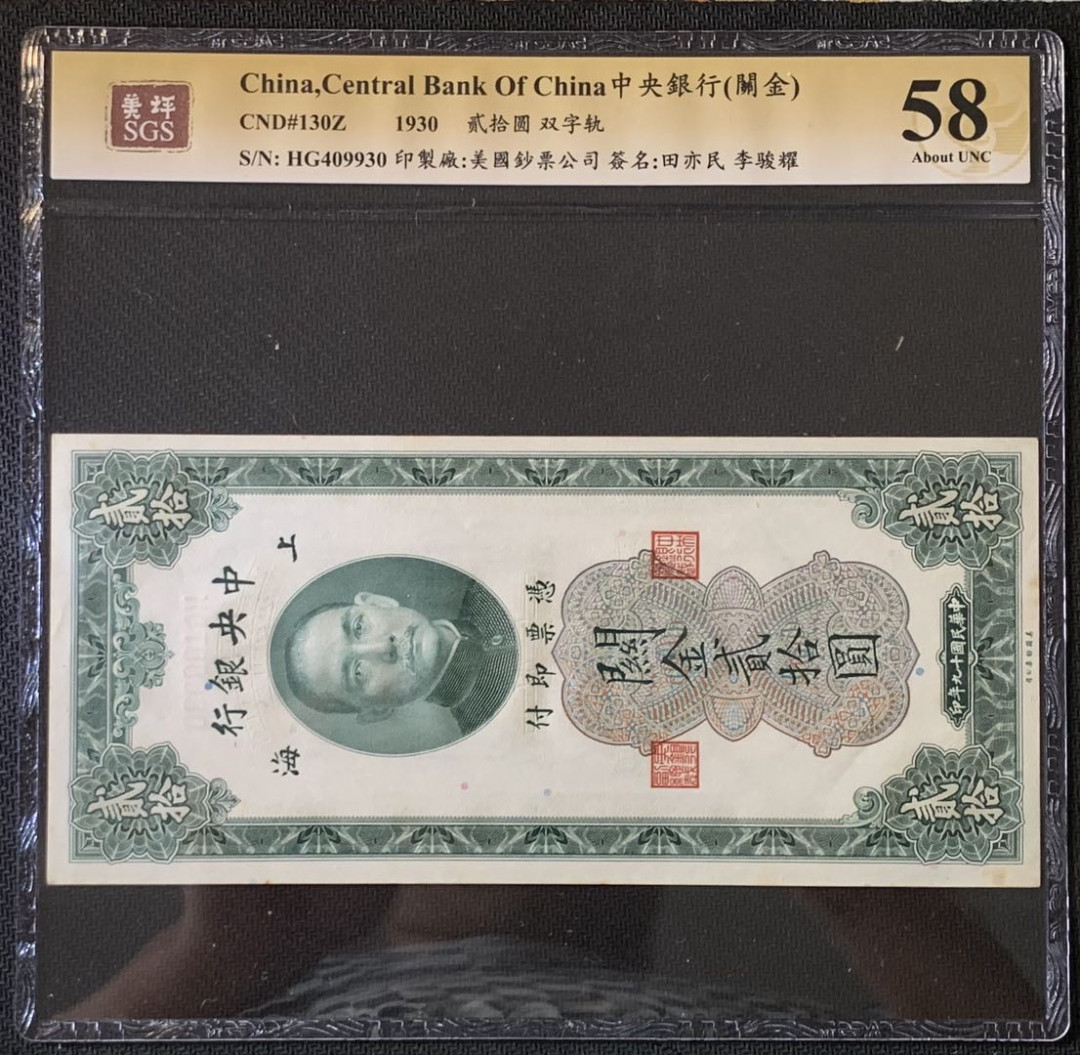 美评
SGS
China,Central Bank Of China中央銀行(關金)
CND#130Z 1930 貳拾圓 双字轨
S/N: HG409930 印製廠:美國鈔票公司 簽名:田亦民 李骏耀
58
About UNC
貳拾
貳拾
中央銀行
上海
憑票即付
關金貳拾圓
中華民國十九年印
貳拾
貳拾